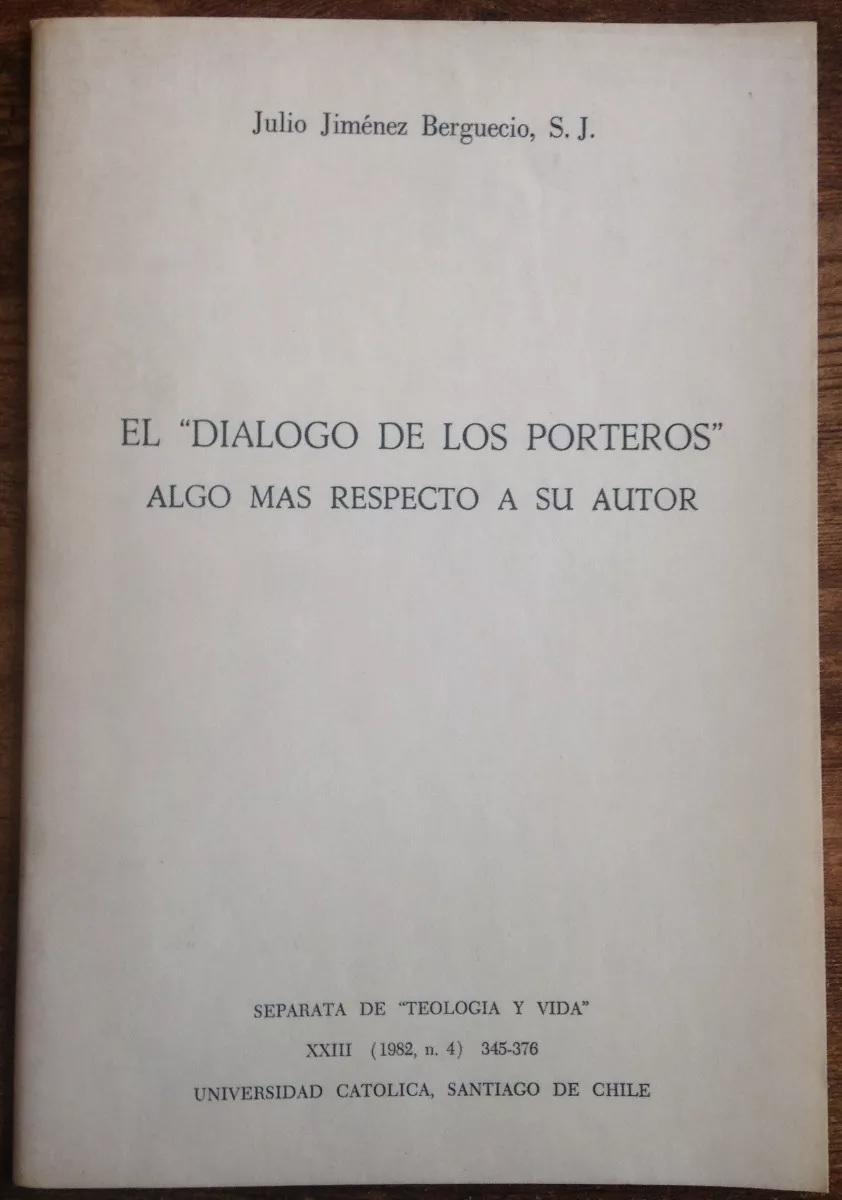 Julio Jiménez Berguecio, S. J.
EL “DIALOGO DE LOS PORTEROS”
ALGO MAS RESPECTO A SU AUTOR
SEPARATA DE “TEOLOGIA Y VIDA”
XXIII (1982, n. 4) 345-376
UNIVERSIDAD CATOLICA, SANTIAGO DE CHILE